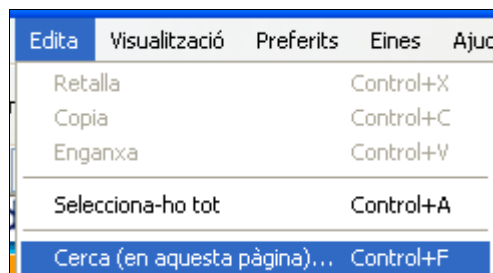 Edita Visualització Preferits Eines Ajuc
Retalla Control+X
Copia Control+C
Enganxa Control+V
Selecciona-ho tot Control+A
Cerca (en aquesta pàgina)... Control+F